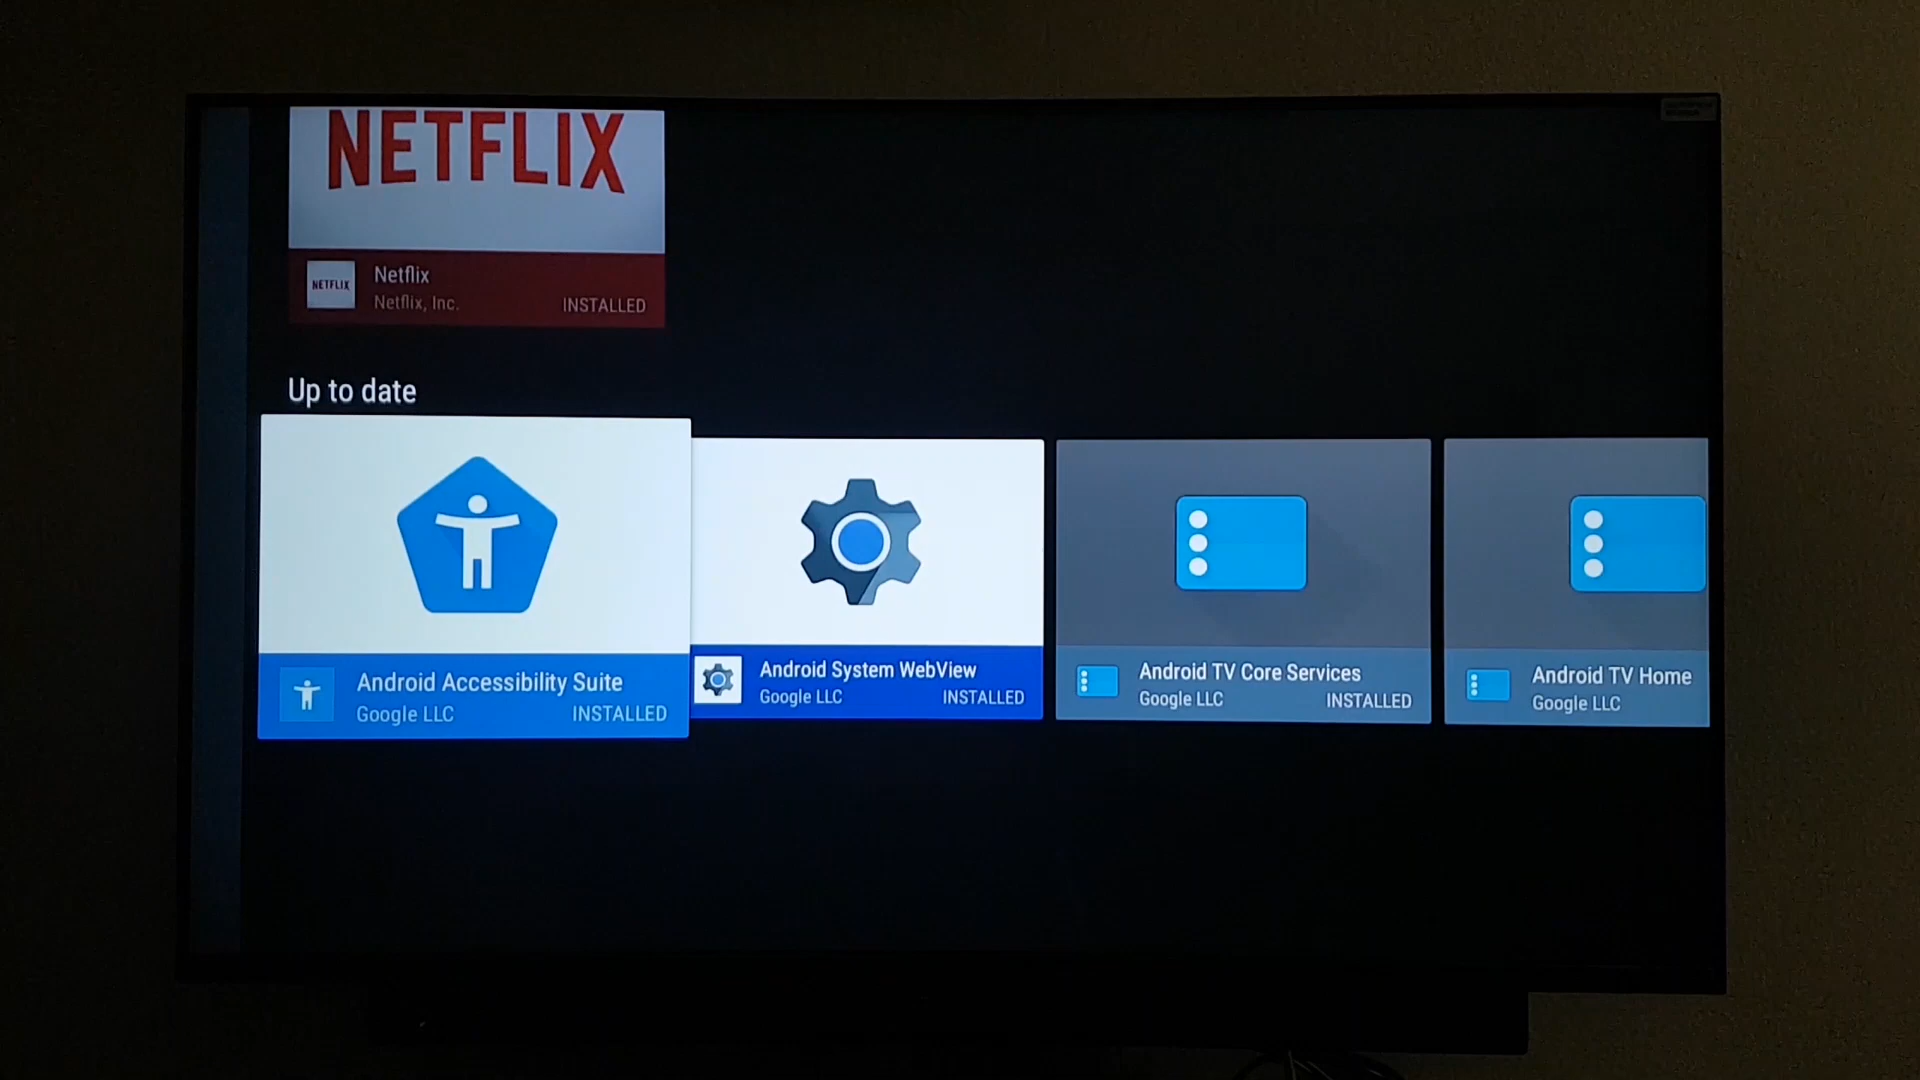 NETFLIX
NETFLIX
Netflix
Netflix, Inc.
INSTALLED
Up to date
Android Accessibility Suite
Google LLC
INSTALLED
Android System WebView
Google LLC
INSTALLED
Android TV Core Services
Google LLC
INSTALLED
Android TV Home
Google LLC